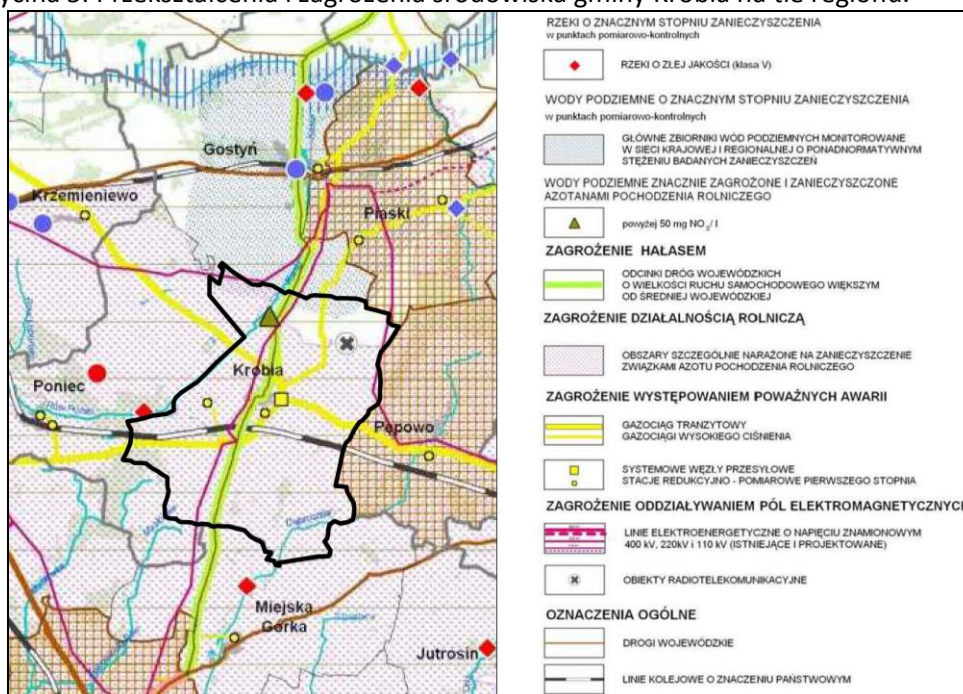 Przekształcenia i zagrożenia środowiska gminy Krobia na tle regionu.
RZEKI O ZNACZNYM STOPNIU ZANIECZYSZCZENIA
w punktach pomiarowo-kontrolnych
RZEKI O ZŁEJ JAKOŚCI (klasa V)
WODY PODZIEMNE O ZNACZNYM STOPNIU ZANIECZYSZCZENIA
w punktach pomiarowo-kontrolnych
GŁÓWNE ZBIORNIKI WÓD PODZIEMNYCH MONITOROWANE
W SIECI KRAJOWEJ I REGIONALNEJ O PONADNORMATYWNYM
STĘŻENIU BADANYCH ZANIECZYSZCZEŃ
WODY PODZIEMNE ZNACZNIE ZAGROŻONE I ZANIECZYSZCZONE
AZOTANAMI POCHODZENIA ROLNICZEGO
powyżej 50 mg NO3/ l
ZAGROŻENIE HAŁASEM
ODCINKI DRÓG WOJEWÓDZKICH
O WIELKOŚCI RUCHU SAMOCHODOWEGO WIĘKSZYM
OD ŚREDNIEJ WOJEWÓDZKIEJ
ZAGROŻENIE DZIAŁALNOŚCIĄ ROLNICZĄ
OBSZARY SZCZEGÓLNIE NARAŻONE NA ZANIECZYSZCZENIE
ZWIĄZKAMI AZOTU POCHODZENIA ROLNICZEGO
ZAGROŻENIE WYSTĘPOWANIEM POWAŻNYCH AWARII
GAZOCIĄG TRANZYTOWY
GAZOCIĄGI WYSOKIEGO CIŚNIENIA
SYSTEMOWE WĘZŁY PRZESYŁOWE
STACJE REDUKCYJNO - POMIAROWE PIERWSZEGO STOPNIA
ZAGROŻENIE ODDZIAŁYWANIEM PÓL ELEKTROMAGNETYCZNYCH
LINIE ELEKTROENERGETYCZNE O NAPIĘCIU ZNAMIONOWYM
400 kV, 220kV i 110 kV (ISTNIEJĄCE I PROJEKTOWANE)
OBIEKTY RADIOTELEKOMUNIKACYJNE
OZNACZENIA OGÓLNE
DROGI WOJEWÓDZKIE
LINIE KOLEJOWE O ZNACZENIU PAŃSTWOWYM
Gostyń
Krzemieniewo
Piaski
Krobia
Poniec
Pępowo
Dąbroczna
Miejska
Górka
Jutrosin